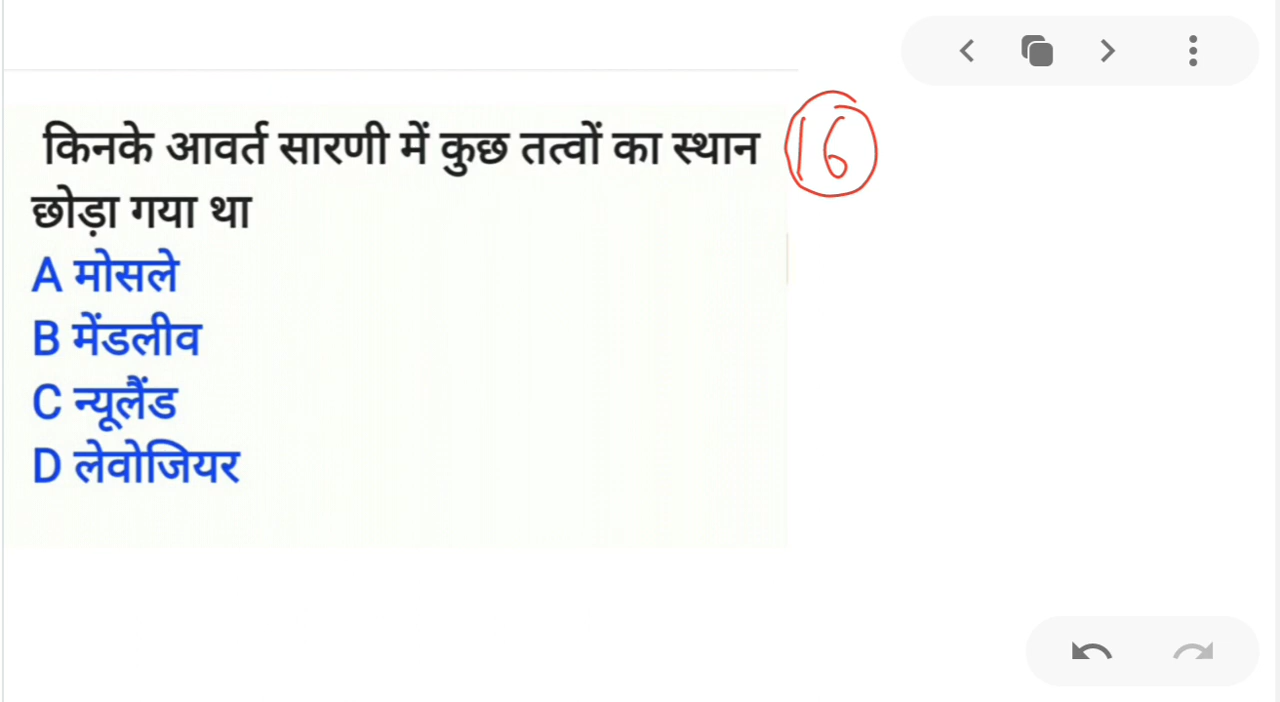 किनके आवर्त सारणी में कुछ तत्वों का स्थान 16
छोड़ा गया था
A मोसले
B मेंडलीव
C न्यूलैंड
D लेवोजियर